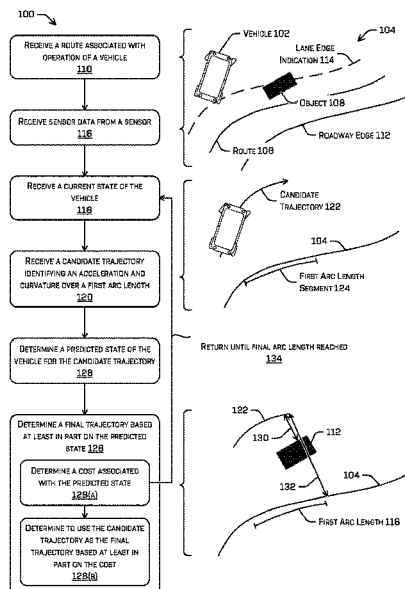 100
RECEIVE A ROUTE ASSOCIATED WITH
OPERATION OF A VEHICLE
110
RECEIVE SENSOR DATA FROM A SENSOR
116
RECEIVE A CURRENT STATE OF THE
VEHICLE
118
RECEIVE A CANDIDATE TRAJECTORY
IDENTIFYING AN ACCELERATION AND
CURVATURE OVER A FIRST ARC LENGTH
120
DETERMINE A PREDICTED STATE OF THE
VEHICLE FOR THE CANDIDATE TRAJECTORY
126
DETERMINE A FINAL TRAJECTORY BASED
AT LEAST IN PART ON THE PREDICTED
STATE 128
DETERMINE A COST ASSOCIATED
WITH THE PREDICTED STATE
128(A)
DETERMINE TO USE THE CANDIDATE
TRAJECTORY AS THE FINAL
TRAJECTORY BASED AT LEAST IN
PART ON THE COST
128(B)
VEHICLE 102
104
LANE EDGE
INDICATION 114
OBJECT 108
ROADWAY EDGE 112
ROUTE 106
CANDIDATE
TRAJECTORY 122
104
FIRST ARC LENGTH
SEGMENT 124
RETURN UNTIL FINAL ARC LENGTH REACHED
134
122
112
130
104
132
FIRST ARC LENGTH 116